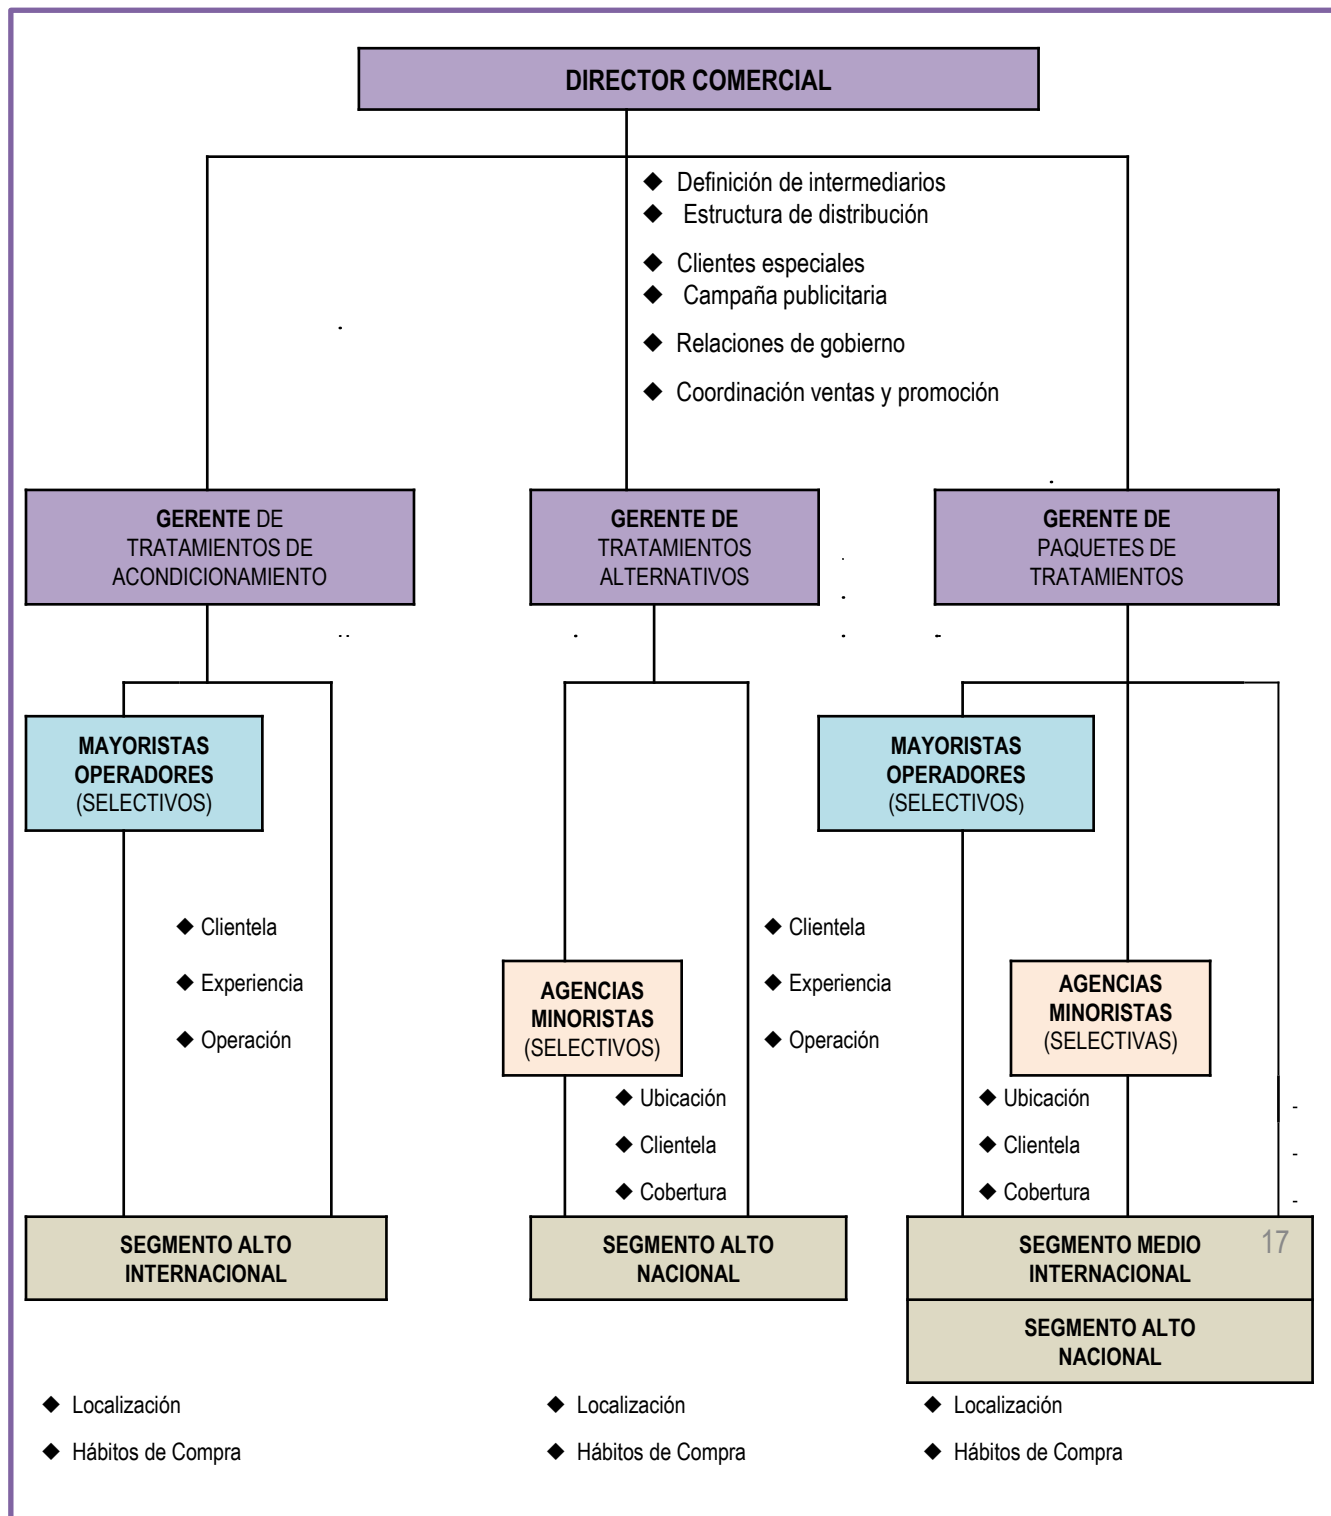 DIRECTOR COMERCIAL
◆ Definición de intermediarios
◆ Estructura de distribución
◆ Clientes especiales
◆ Campaña publicitaria
◆ Relaciones de gobierno
◆ Coordinación ventas y promoción
GERENTE DE
TRATAMIENTOS DE
ACONDICIONAMIENTO
GERENTE DE
TRATAMIENTOS
ALTERNATIVOS
GERENTE DE
PAQUETES DE
TRATAMIENTOS
MAYORISTAS
OPERADORES
(SELECTIVOS)
MAYORISTAS
OPERADORES
(SELECTIVOS)
◆ Clientela
◆ Experiencia
◆ Operación
◆ Clientela
◆ Experiencia
◆ Operación
AGENCIAS
MINORISTAS
(SELECTIVOS)
AGENCIAS
MINORISTAS
(SELECTIVAS)
◆ Ubicación
◆ Clientela
◆ Cobertura
◆ Ubicación
◆ Clientela
◆ Cobertura
SEGMENTO ALTO
INTERNACIONAL
SEGMENTO ALTO
NACIONAL
SEGMENTO MEDIO
INTERNACIONAL
17
SEGMENTO ALTO
NACIONAL
◆ Localización
◆ Hábitos de Compra
◆ Localización
◆ Hábitos de Compra
◆ Localización
◆ Hábitos de Compra